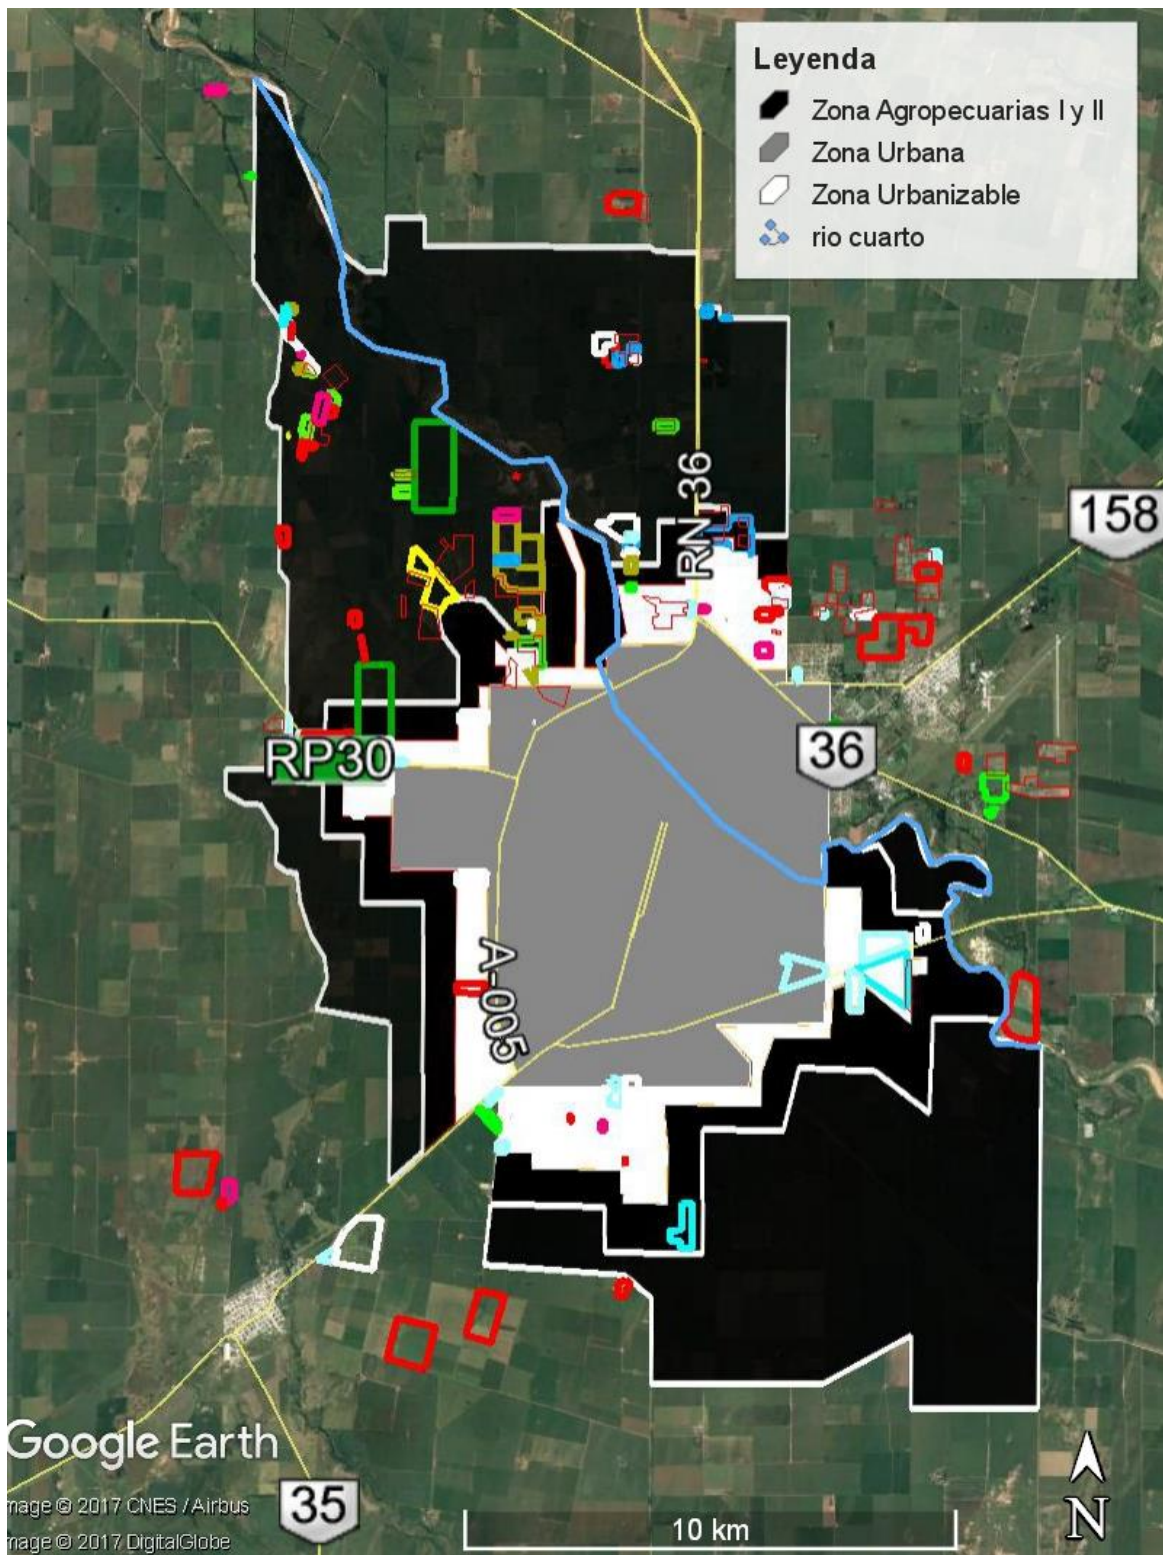 Leyenda
Zona Agropecuarias I y II
Zona Urbana
Zona Urbanizable
rio cuarto
RN 36
158
36
RP30
A-005
Google Earth
mage © 2017 CNES / Airbus
mage © 2017 DigitalGlobe
35
10 km
N